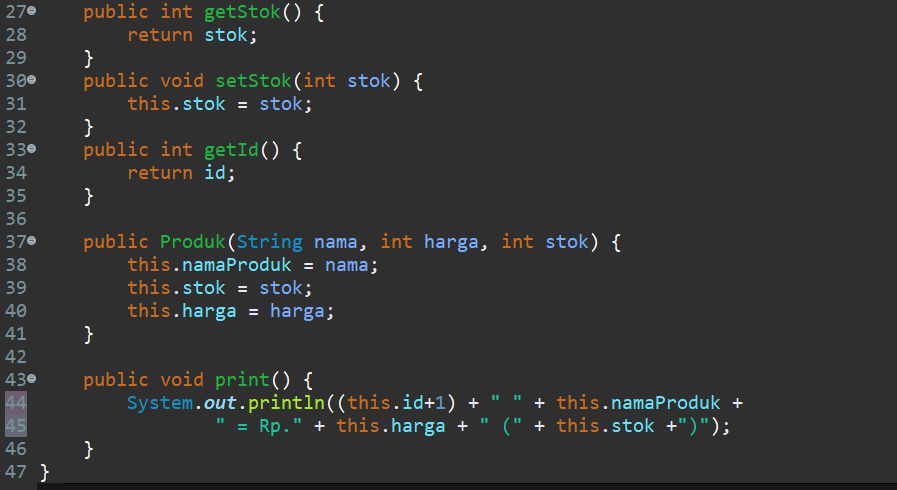 27 public int getStok() {
28 return stok;
29 }
30 public void setStok(int stok) {
31 this.stok = stok;
32 }
33 public int getId() {
34 return id;
35 }
36
37 public Produk(String nama, int harga, int stok) {
38 this.namaProduk = nama;
39 this.stok = stok;
40 this.harga = harga;
41 }
42
43 public void print() {
44 System.out.println((this.id+1) + " " + this.namaProduk +
45 " = Rp." + this.harga + " (" + this.stok +")");
46 }
47 }